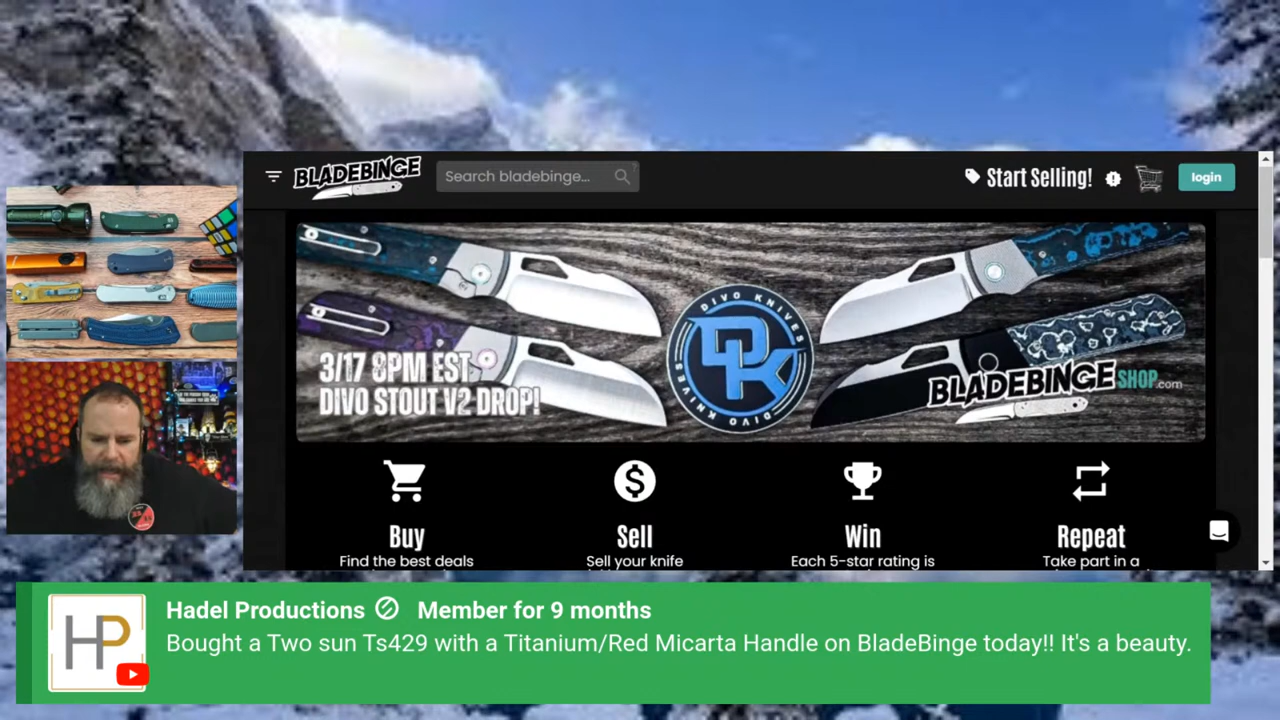 BLADEBINGE
Search bladebinge...
Start Selling!
login
3/17 8PM EST
DIVO STOUT V2 DROP!
DIVO KNIVES
DK
DIVO KNIVES
BLADEBINGE SHOP.com
Buy
Find the best deals
Sell
Sell your knife
Win
Each 5-star rating is
Repeat
Take part in a
HP
Hadel Productions Member for 9 months
Bought a Two sun Ts429 with a Titanium/Red Micarta Handle on BladeBinge today!! It's a beauty.